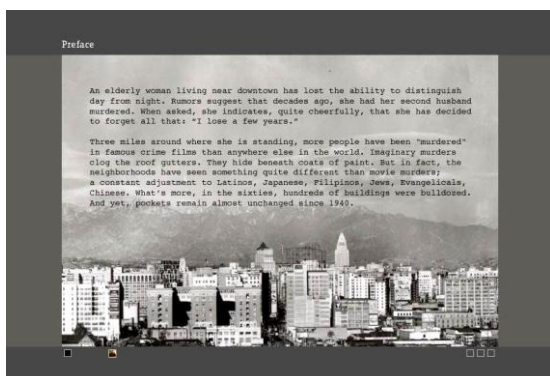 Preface
An elderly woman living near downtown has lost the ability to distinguish
day from night. Rumors suggest that decades ago, she had her second husband
murdered. When asked, she indicates, quite cheerfully, that she has decided
to forget all that: "I lose a few years."
Three miles around where she is standing, more people have been "murdered"
in famous crime films than anywhere else in the world. Imaginary murders
clog the roof gutters. They hide beneath coats of paint. But in fact, the
neighborhoods have seen something quite different than movie murders;
a constant adjustment to Latinos, Japanese, Filipinos, Jews, Evangelicals,
Chinese. What's more, in the sixties, hundreds of buildings were bulldozed.
And yet, pockets remain almost unchanged since 1940.